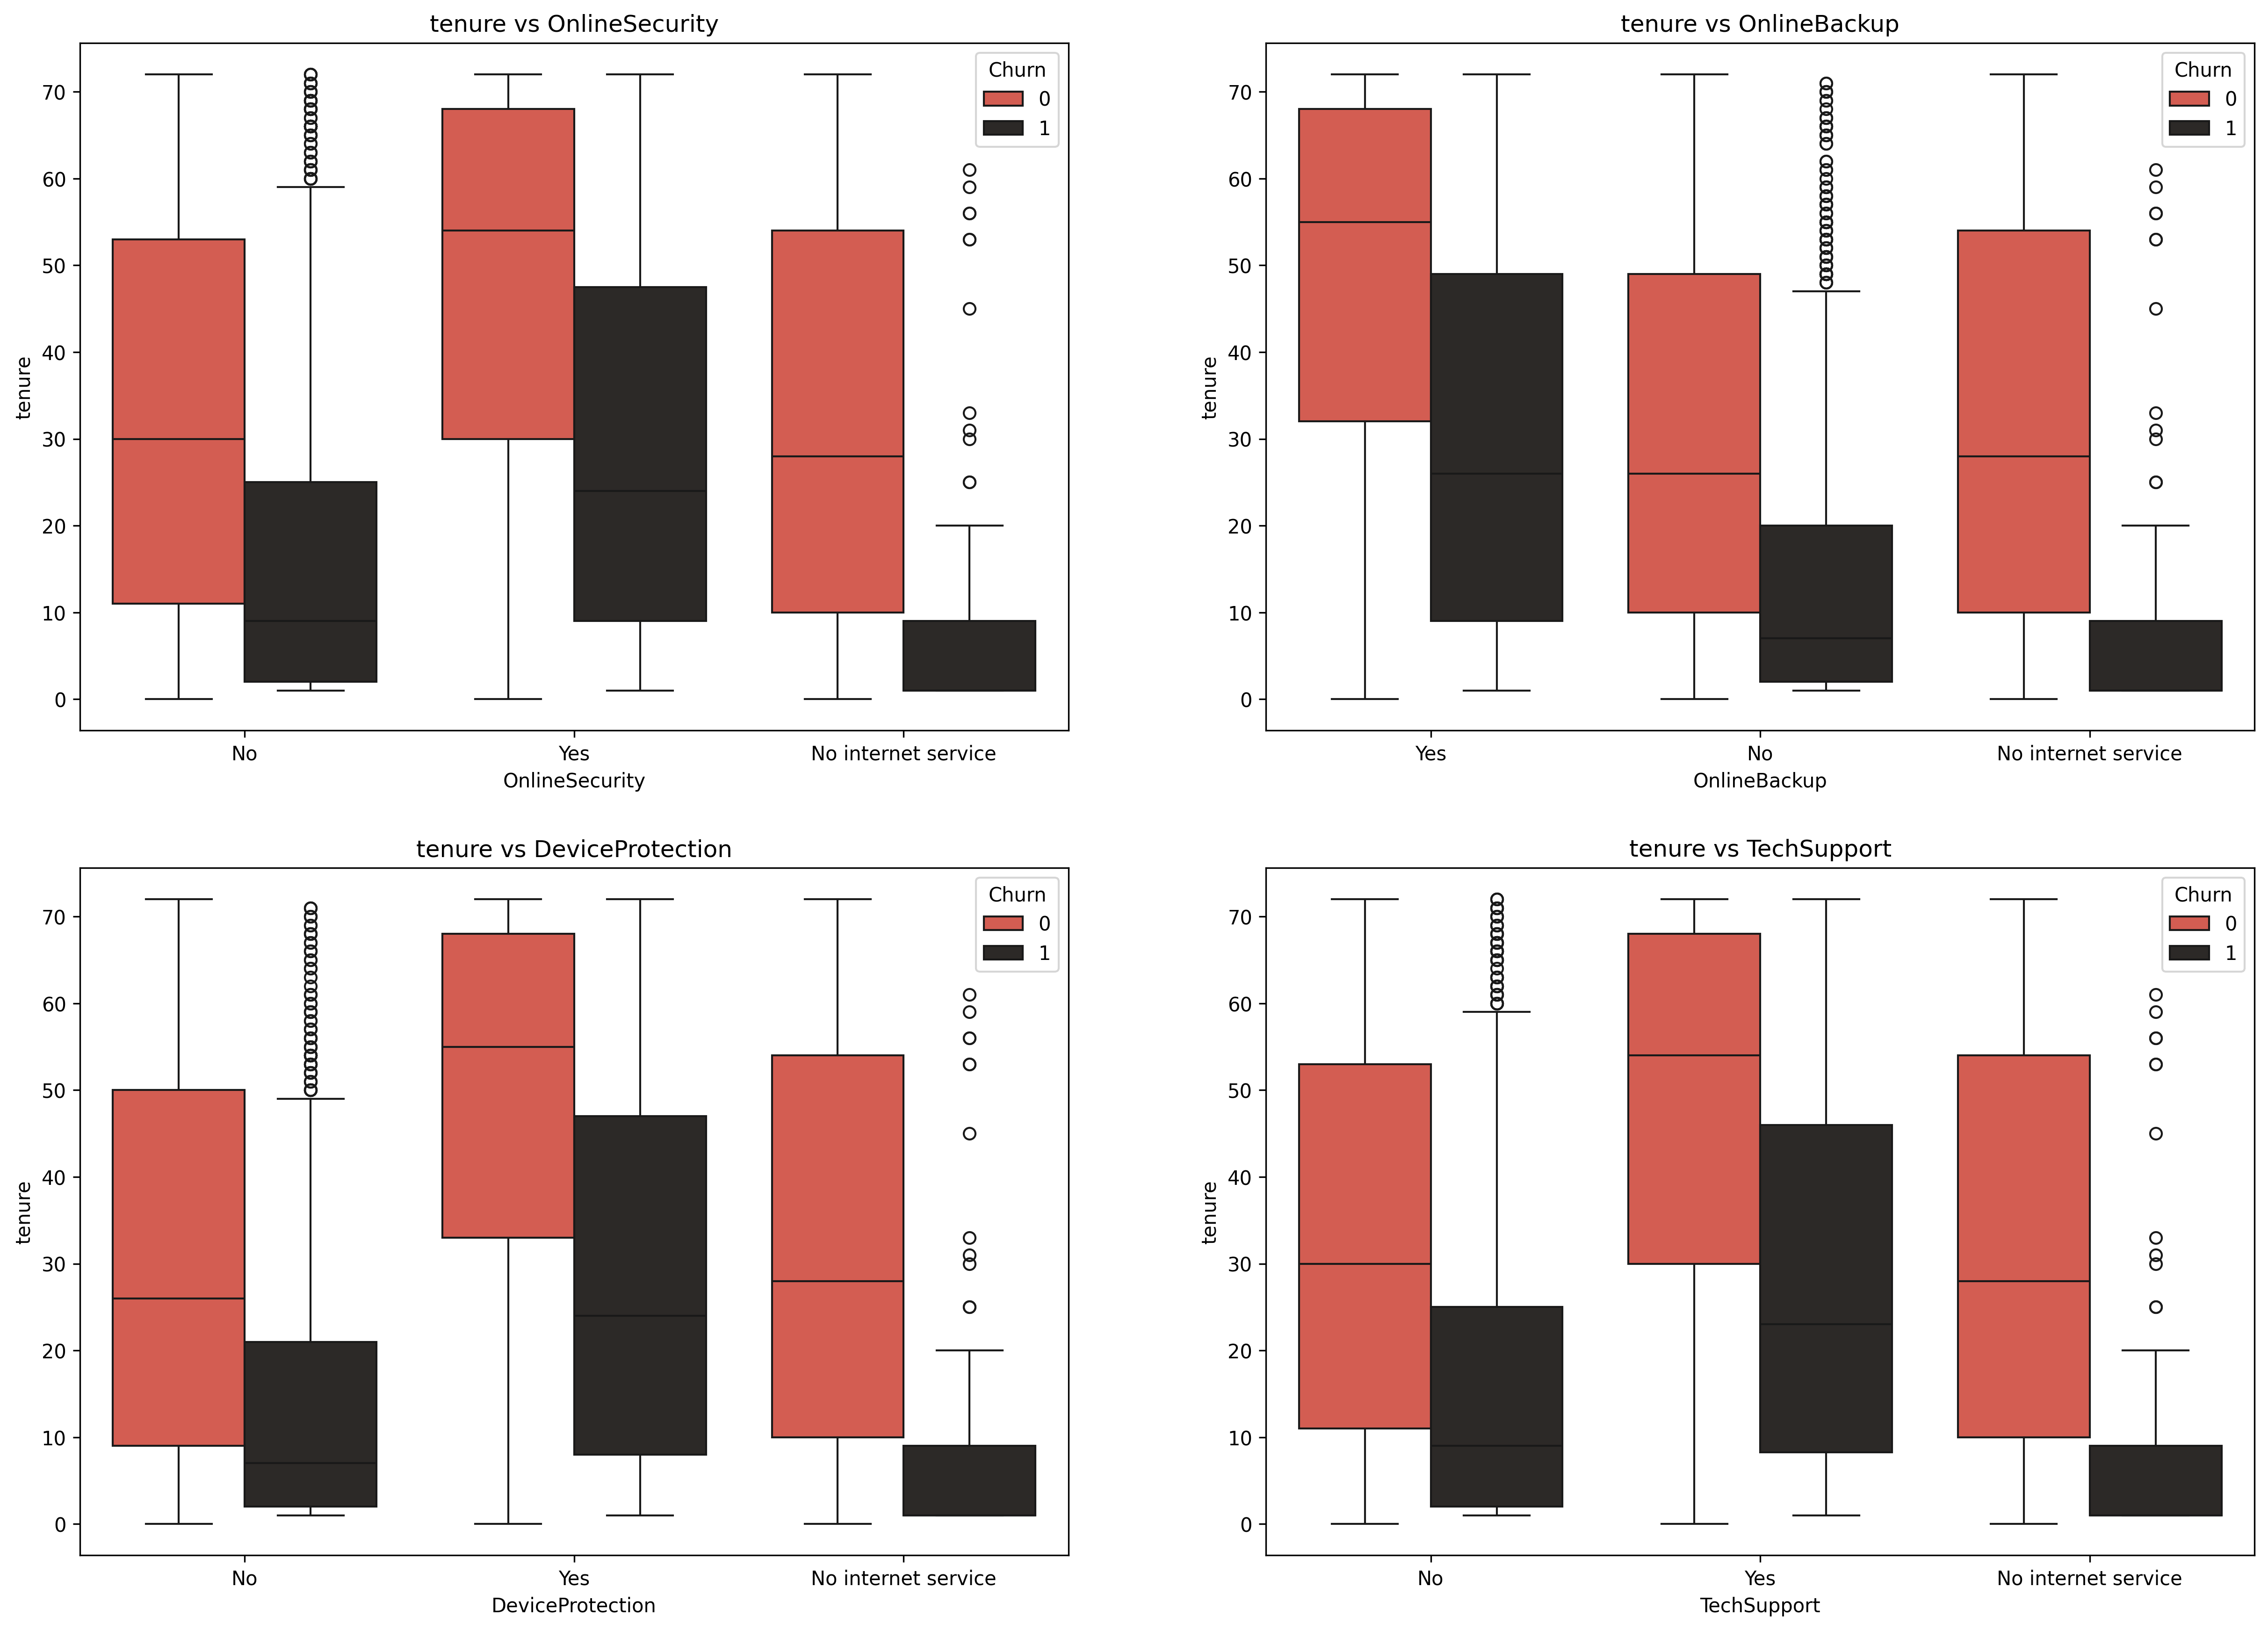 tenure vs OnlineSecurity
Churn
0
1
70
60
50
40
30
20
10
0
tenure
No Yes No internet service
OnlineSecurity
tenure vs OnlineBackup
Churn
0
1
70
60
50
40
30
20
10
0
tenure
Yes No No internet service
OnlineBackup
tenure vs DeviceProtection
Churn
0
1
70
60
50
40
30
20
10
0
tenure
No Yes No internet service
DeviceProtection
tenure vs TechSupport
Churn
0
1
70
60
50
40
30
20
10
0
tenure
No Yes No internet service
TechSupport